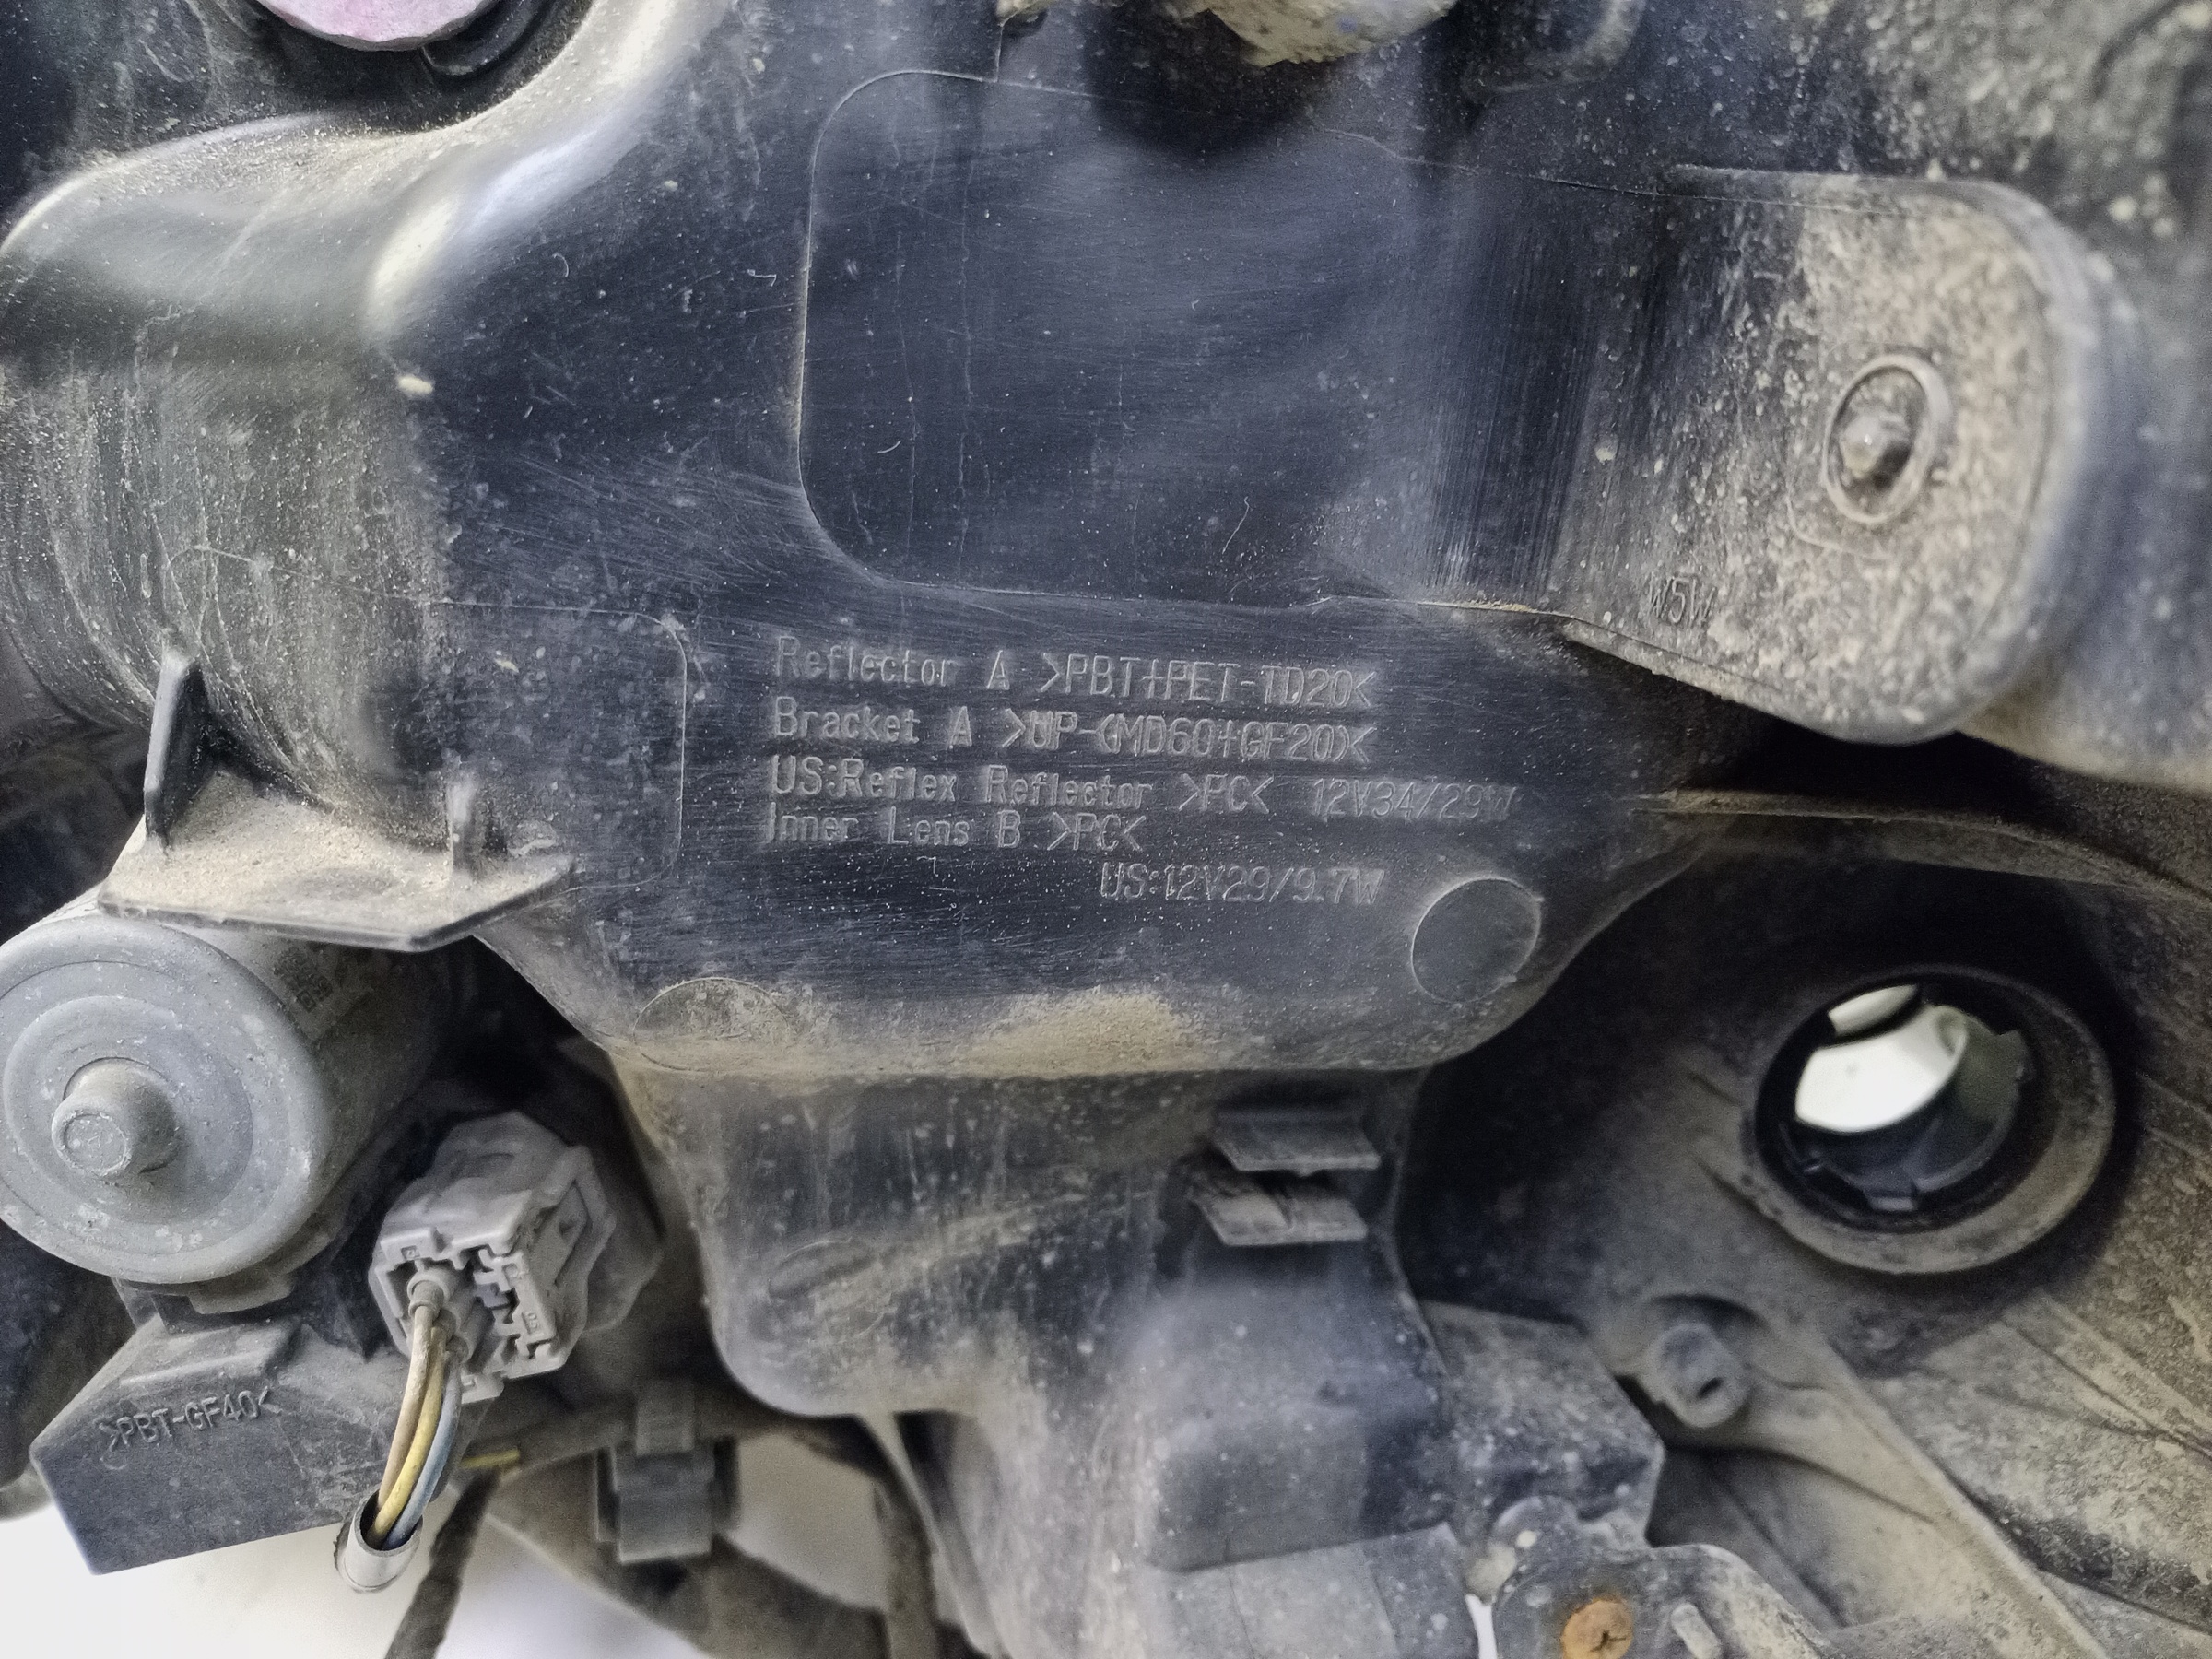 W5W
Reflector A >PBT+PET-TD20<
Bracket A >UP-(MD60+GF20)<
US:Reflex Reflector >PC< 12V34/29W
Inner Lens B >PC<
US:12V29/9.7W
>PBT-GF40<